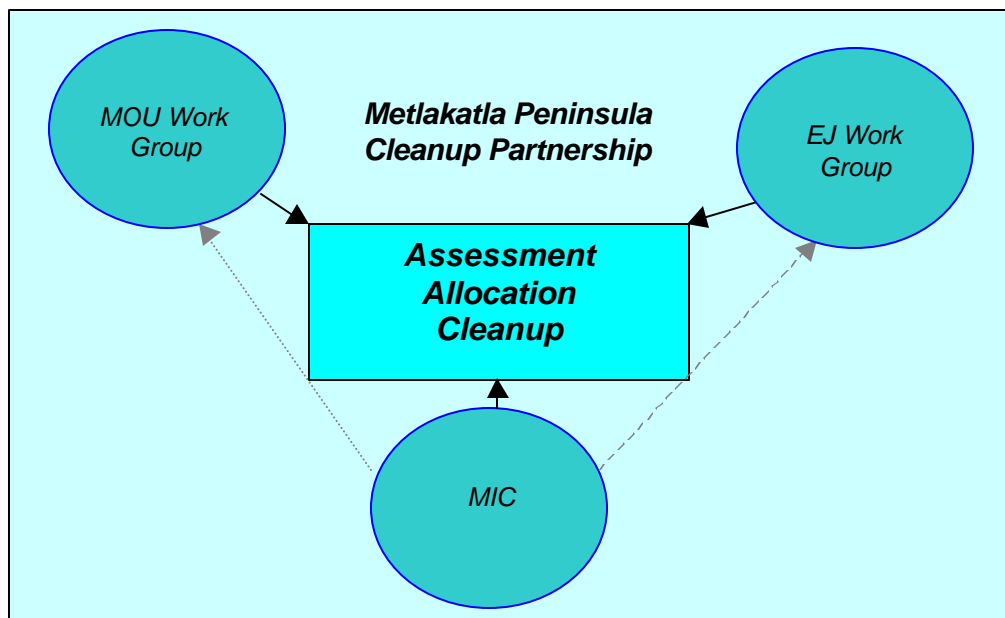 MOU Work
Group
Metlakatla Peninsula
Cleanup Partnership
EJ Work
Group
Assessment
Allocation
Cleanup
MIC